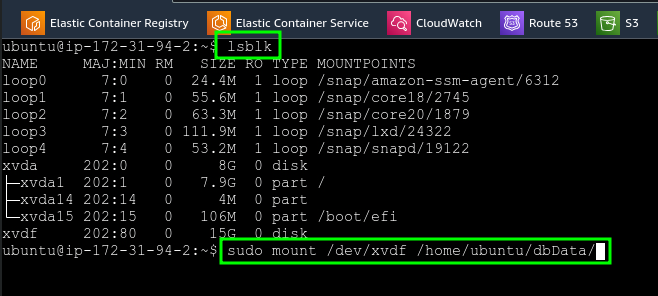 Elastic Container Registry Elastic Container Service CloudWatch Route 53 S3
ubuntu@ip-172-31-94-2:~$ lsblk
NAME MAJ:MIN RM SIZE RO TYPE MOUNTPOINTS
loop0 7:0 0 24.4M 1 loop /snap/amazon-ssm-agent/6312
loop1 7:1 0 55.6M 1 loop /snap/core18/2745
loop2 7:2 0 63.3M 1 loop /snap/core20/1879
loop3 7:3 0 111.9M 1 loop /snap/lxd/24322
loop4 7:4 0 53.2M 1 loop /snap/snapd/19122
xvda 202:0 0 8G 0 disk
├─xvda1 202:1 0 7.9G 0 part /
├─xvda14 202:14 0 4M 0 part
└─xvda15 202:15 0 106M 0 part /boot/efi
xvdf 202:80 0 15G 0 disk
ubuntu@ip-172-31-94-2:~$ sudo mount /dev/xvdf /home/ubuntu/dbData/